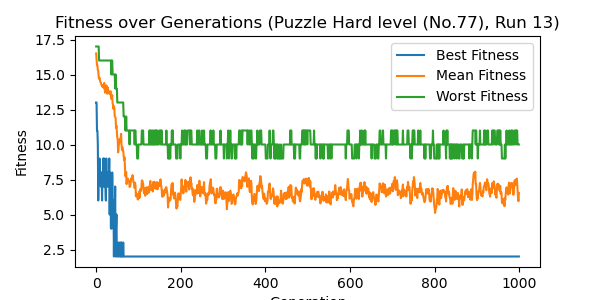 Fitness over Generations (Puzzle Hard level (No.77), Run 13)
17.5
15.0
12.5
10.0
7.5
5.0
2.5
Fitness
Best Fitness
Mean Fitness
Worst Fitness
0 200 400 600 800 1000
Generation